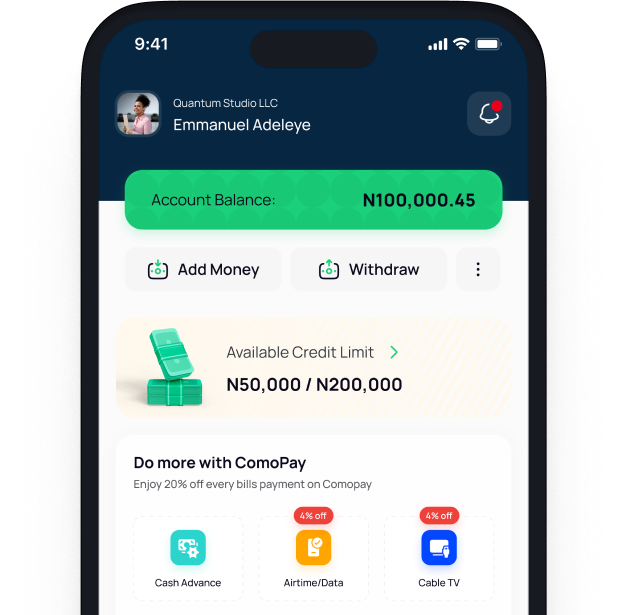 9:41
Quantum Studio LLC
Emmanuel Adeleye
Account Balance: N100,000.45
Add Money Withdraw
Available Credit Limit
N50,000 / N200,000
Do more with ComoPay
Enjoy 20% off every bills payment on Comopay
4% off 4% off
Cash Advance Airtime/Data Cable TV